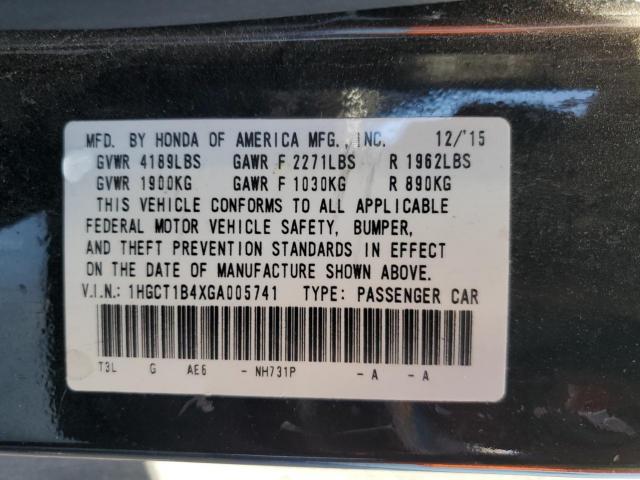 MFD. BY HONDA OF AMERICA MFG., INC. 12/'15
GVWR 4189LBS GAWR F 2271LBS R 1962LBS
GVWR 1900KG GAWR F 1030KG R 890KG
THIS VEHICLE CONFORMS TO ALL APPLICABLE
FEDERAL MOTOR VEHICLE SAFETY, BUMPER,
AND THEFT PREVENTION STANDARDS IN EFFECT
ON THE DATE OF MANUFACTURE SHOWN ABOVE.
V.I.N.: 1HGCT1B4XGA005741 TYPE: PASSENGER CAR
T3L G AE6 - NH731P - A - A